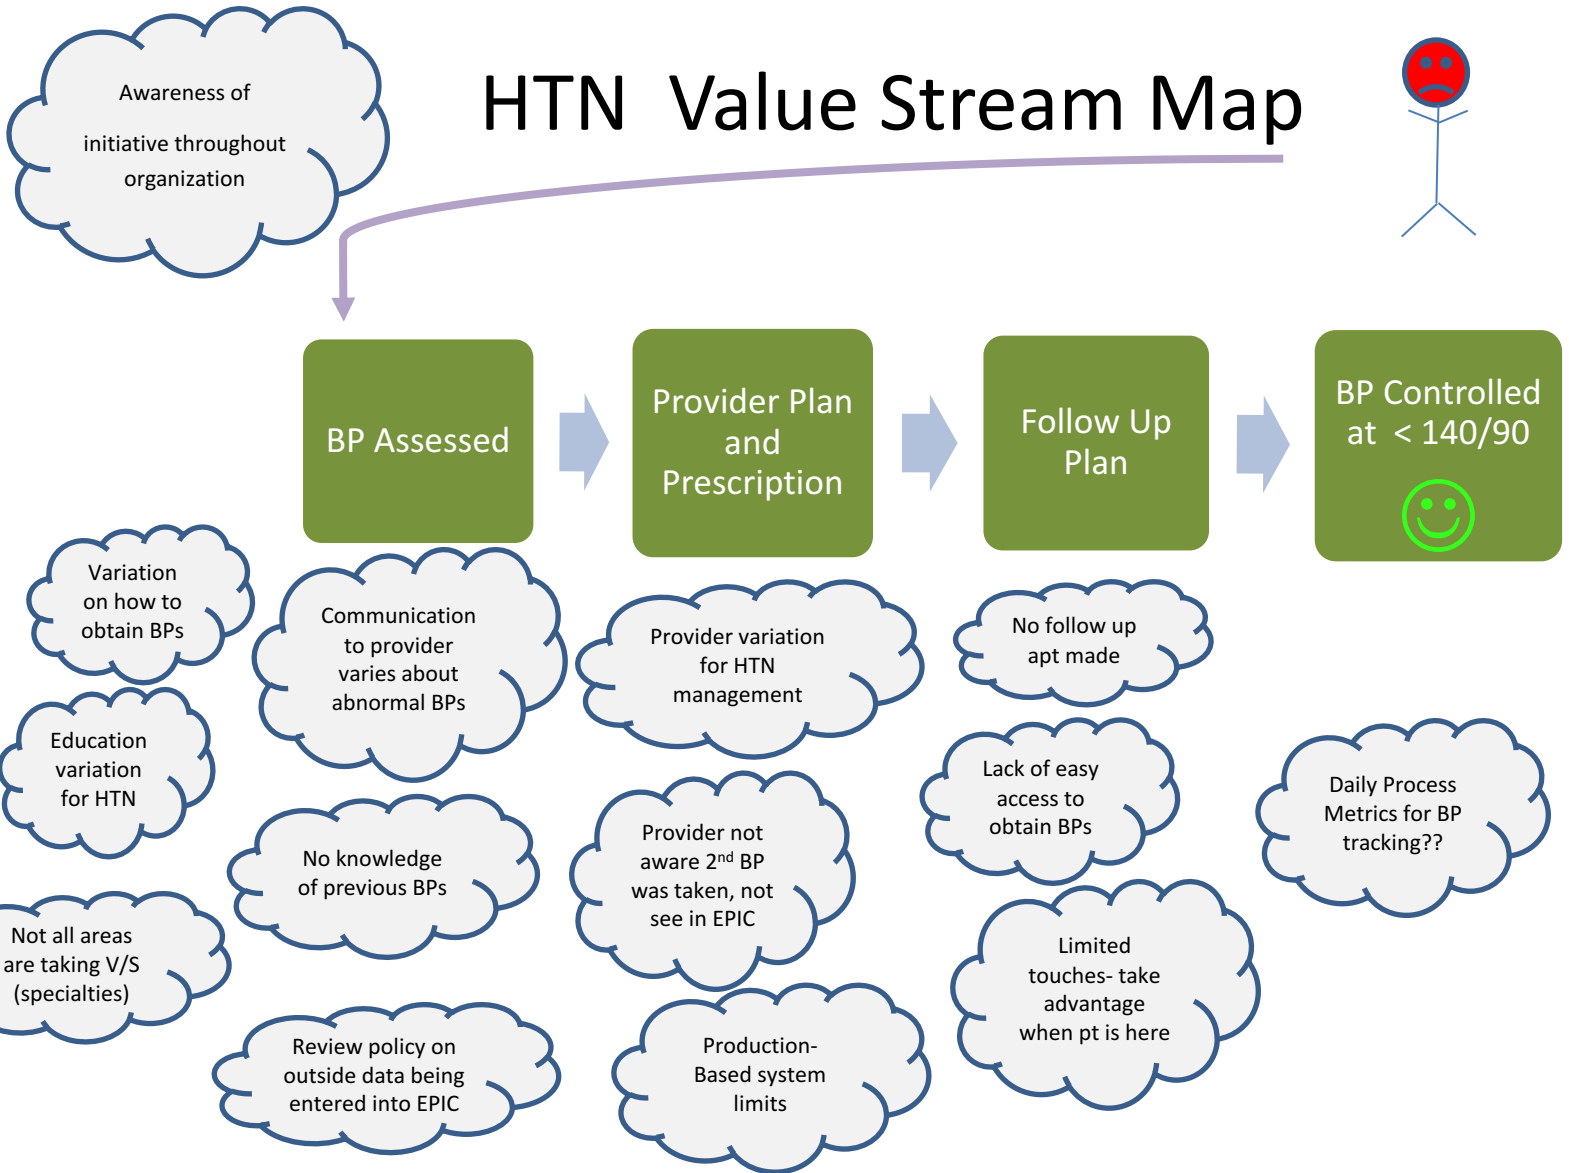 Awareness of
initiative throughout
organization
HTN Value Stream Map
BP Assessed
Provider Plan
and
Prescription
Follow Up
Plan
BP Controlled
at < 140/90
Variation
on how to
obtain BPs
Education
variation
for HTN
Not all areas
are taking V/S
(specialties)
Communication
to provider
varies about
abnormal BPs
No knowledge
of previous BPs
Review policy on
outside data being
entered into EPIC
Provider variation
for HTN
management
Provider not
aware 2nd BP
was taken, not
see in EPIC
Production-
Based system
limits
No follow up
apt made
Lack of easy
access to
obtain BPs
Limited
touches- take
advantage
when pt is here
Daily Process
Metrics for BP
tracking??